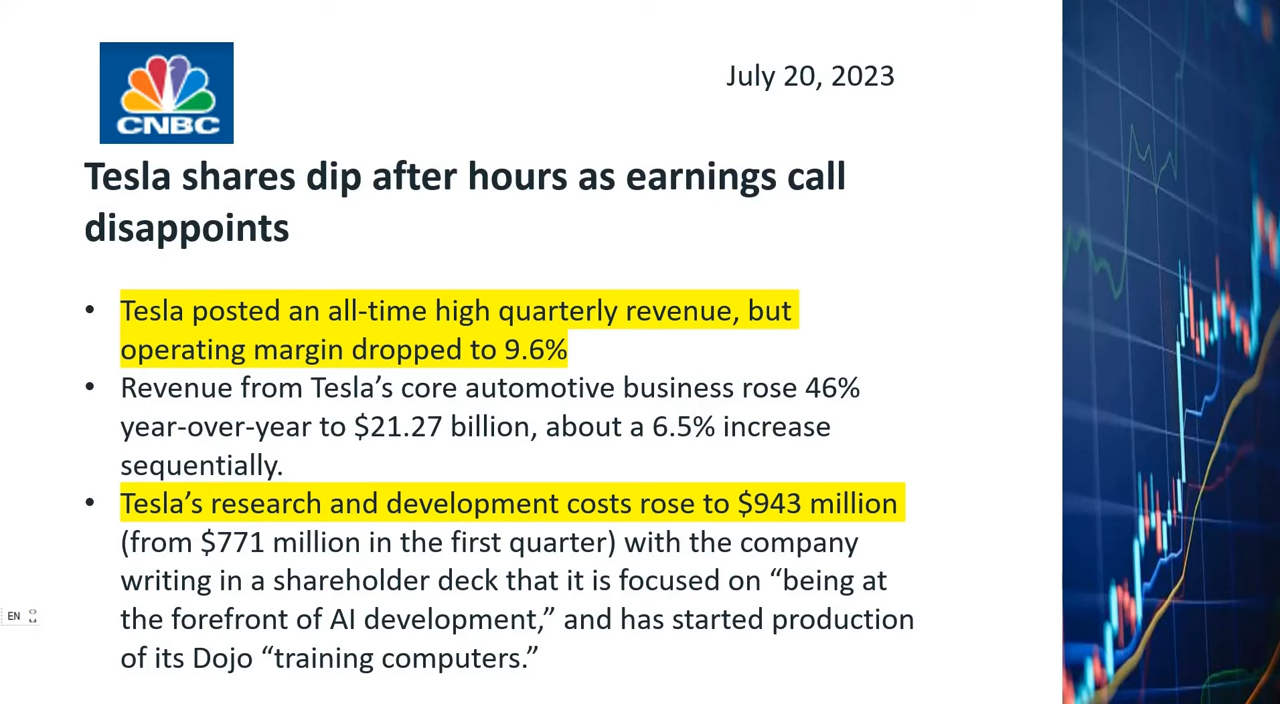 CNBC
July 20, 2023
Tesla shares dip after hours as earnings call
disappoints
• Tesla posted an all-time high quarterly revenue, but
operating margin dropped to 9.6%
• Revenue from Tesla’s core automotive business rose 46%
year-over-year to $21.27 billion, about a 6.5% increase
sequentially.
• Tesla’s research and development costs rose to $943 million
(from $771 million in the first quarter) with the company
writing in a shareholder deck that it is focused on “being at
the forefront of AI development,” and has started production
of its Dojo “training computers.”
EN